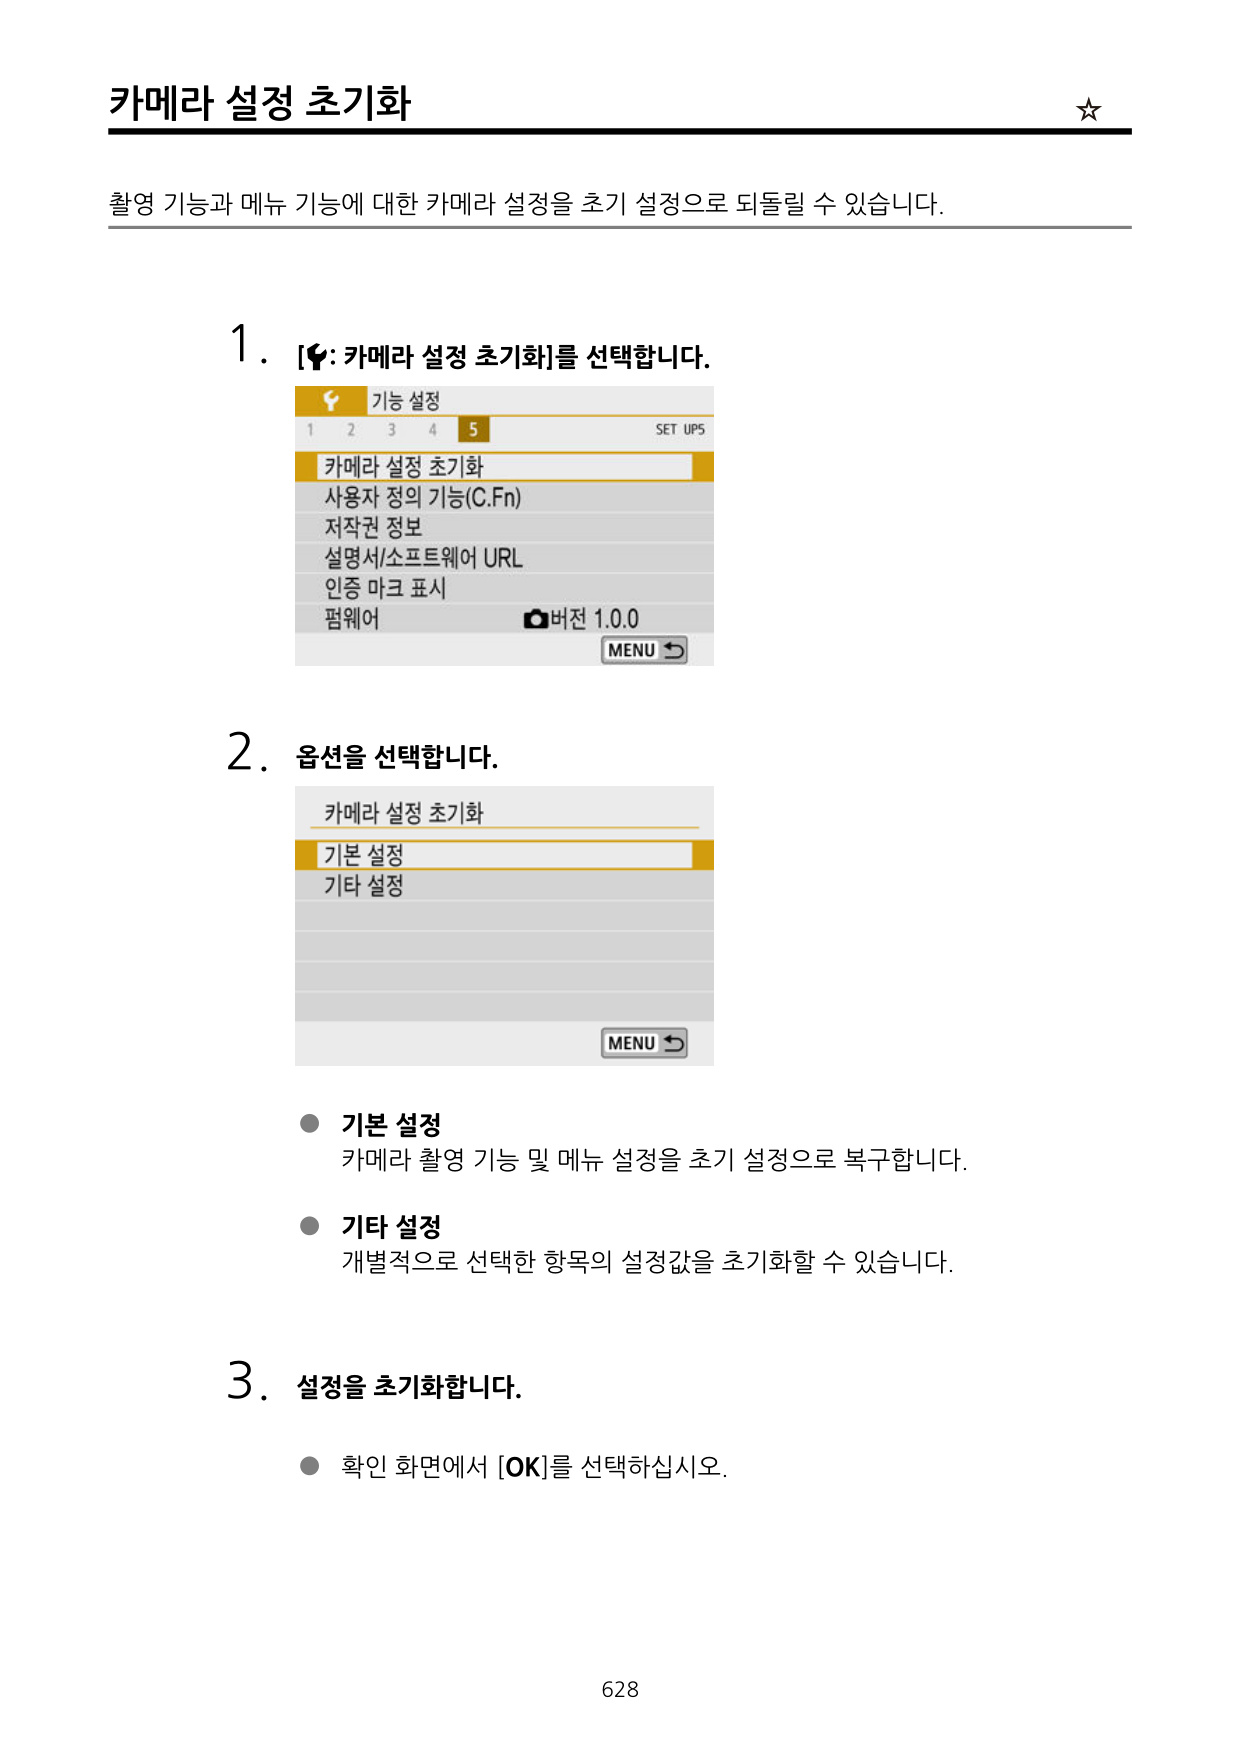 카메라 설정 초기화 ☆
촬영 기능과 메뉴 기능에 대한 카메라 설정을 초기 설정으로 되돌릴 수 있습니다.
1. [: 카메라 설정 초기화]를 선택합니다.
기능 설정
1 2 3 4 5 SET UP5
카메라 설정 초기화
사용자 정의 기능(C.Fn)
저작권 정보
설명서/소프트웨어 URL
인증 마크 표시
펌웨어 버전 1.0.0
MENU
2. 옵션을 선택합니다.
카메라 설정 초기화
기본 설정
기타 설정
MENU
● 기본 설정
카메라 촬영 기능 및 메뉴 설정을 초기 설정으로 복구합니다.
● 기타 설정
개별적으로 선택한 항목의 설정값을 초기화할 수 있습니다.
3. 설정을 초기화합니다.
● 확인 화면에서 [OK]를 선택하십시오.
628